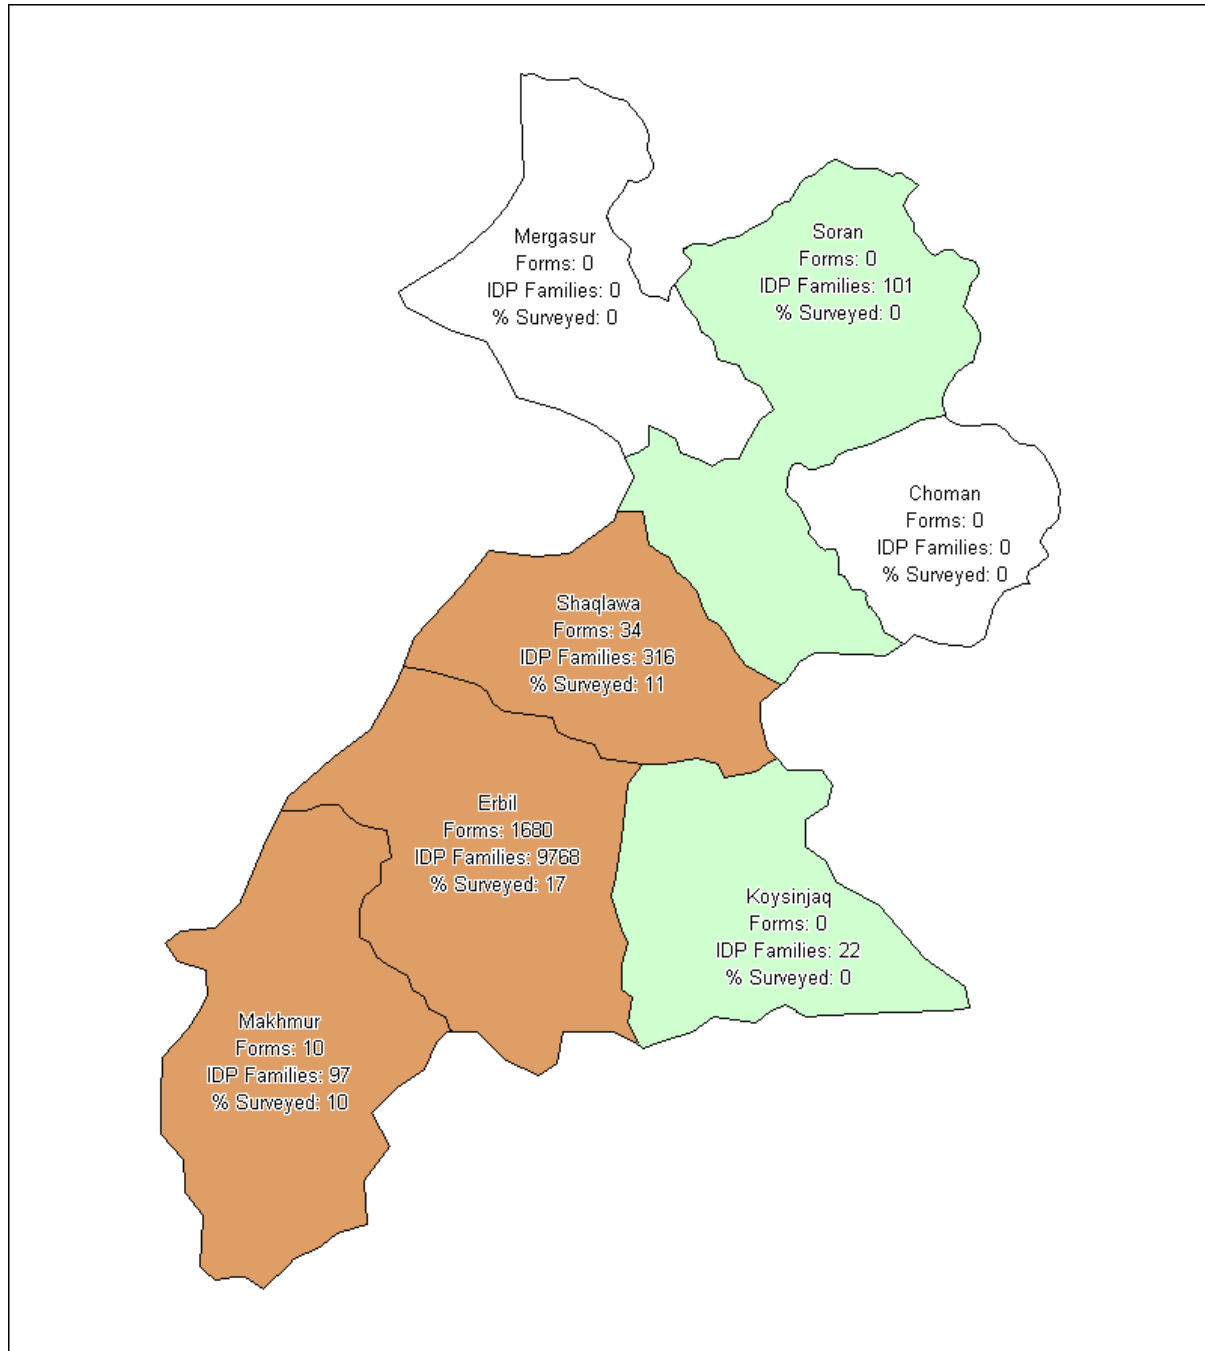 Mergasur
Forms: 0
IDP Families: 0
% Surveyed: 0
Soran
Forms: 0
IDP Families: 101
% Surveyed: 0
Choman
Forms: 0
IDP Families: 0
% Surveyed: 0
Shaqlawa
Forms: 34
IDP Families: 316
% Surveyed: 11
Erbil
Forms: 1680
IDP Families: 9768
% Surveyed: 17
Koysinjaq
Forms: 0
IDP Families: 22
% Surveyed: 0
Makhmur
Forms: 10
IDP Families: 97
% Surveyed: 10